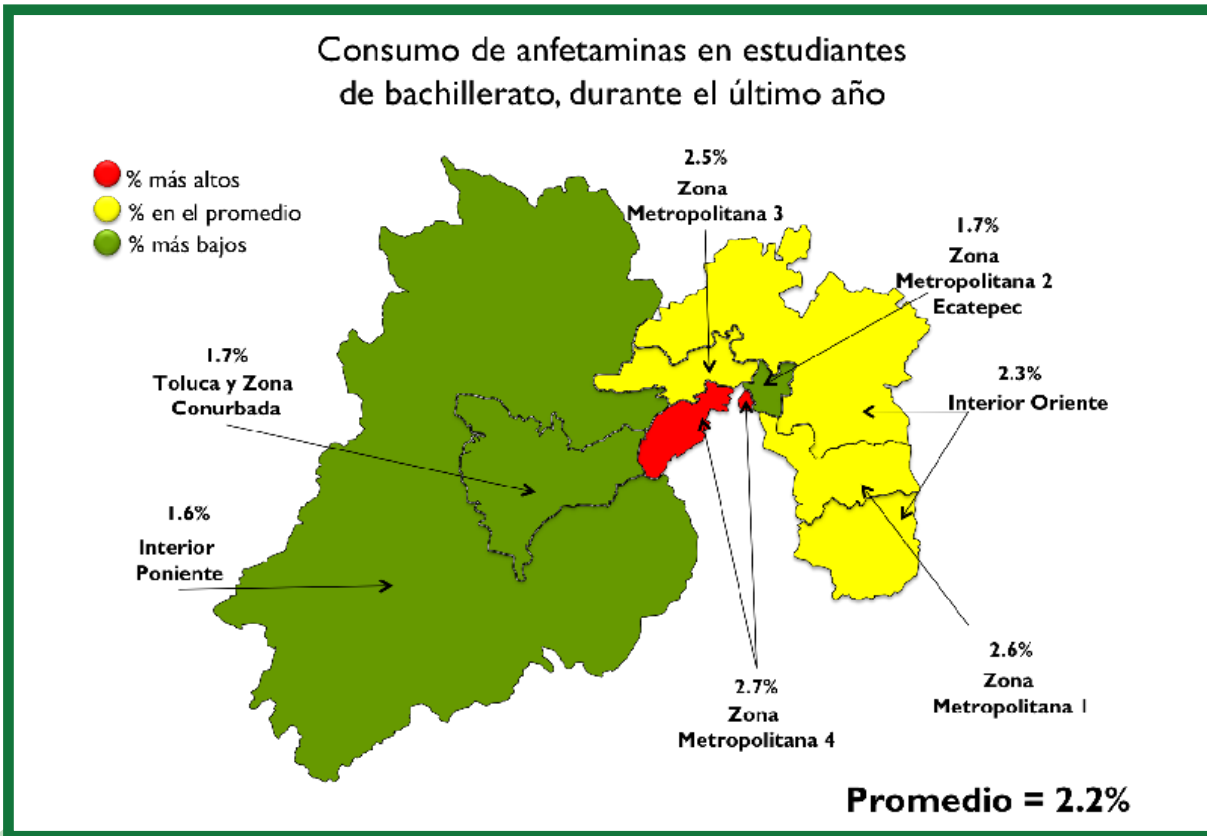 Consumo de anfetaminas en estudiantes
de bachillerato, durante el último año
% más altos
% en el promedio
% más bajos
2.5%
Zona
Metropolitana 3
1.7%
Zona
Metropolitana 2
Ecatepec
1.7%
Toluca y Zona
Conurbada
2.3%
Interior Oriente
1.6%
Interior
Poniente
2.6%
Zona
Metropolitana 1
2.7%
Zona
Metropolitana 4
Promedio = 2.2%